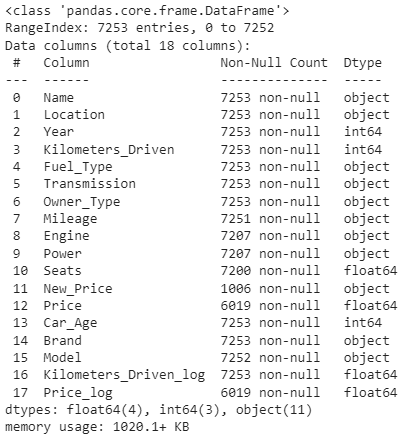 <class 'pandas.core.frame.DataFrame'>
RangeIndex: 7253 entries, 0 to 7252
Data columns (total 18 columns):
 #   Column                 Non-Null Count  Dtype
---  ------                 --------------  -----
 0   Name                   7253 non-null   object
 1   Location               7253 non-null   object
 2   Year                   7253 non-null   int64
 3   Kilometers_Driven      7253 non-null   int64
 4   Fuel_Type              7253 non-null   object
 5   Transmission           7253 non-null   object
 6   Owner_Type             7253 non-null   object
 7   Mileage                7251 non-null   object
 8   Engine                 7207 non-null   object
 9   Power                  7207 non-null   object
 10  Seats                  7200 non-null   float64
 11  New_Price              1006 non-null   object
 12  Price                  6019 non-null   float64
 13  Car_Age                7253 non-null   int64
 14  Brand                  7253 non-null   object
 15  Model                  7252 non-null   object
 16  Kilometers_Driven_log  7253 non-null   float64
 17  Price_log              6019 non-null   float64
dtypes: float64(4), int64(3), object(11)
memory usage: 1020.1+ KB